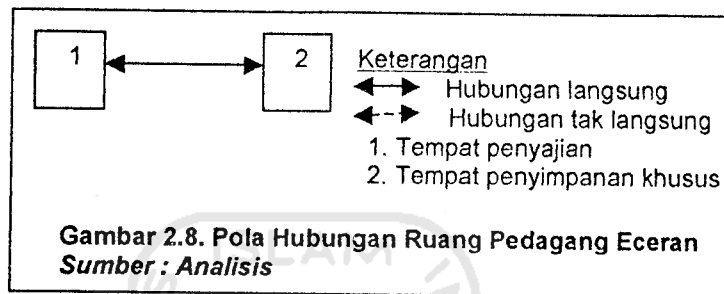 1
2
Keterangan
Hubungan langsung
Hubungan tak langsung
1. Tempat penyajian
2. Tempat penyimpanan khusus
Gambar 2.8. Pola Hubungan Ruang Pedagang Eceran
Sumber : Analisis
ISLAM